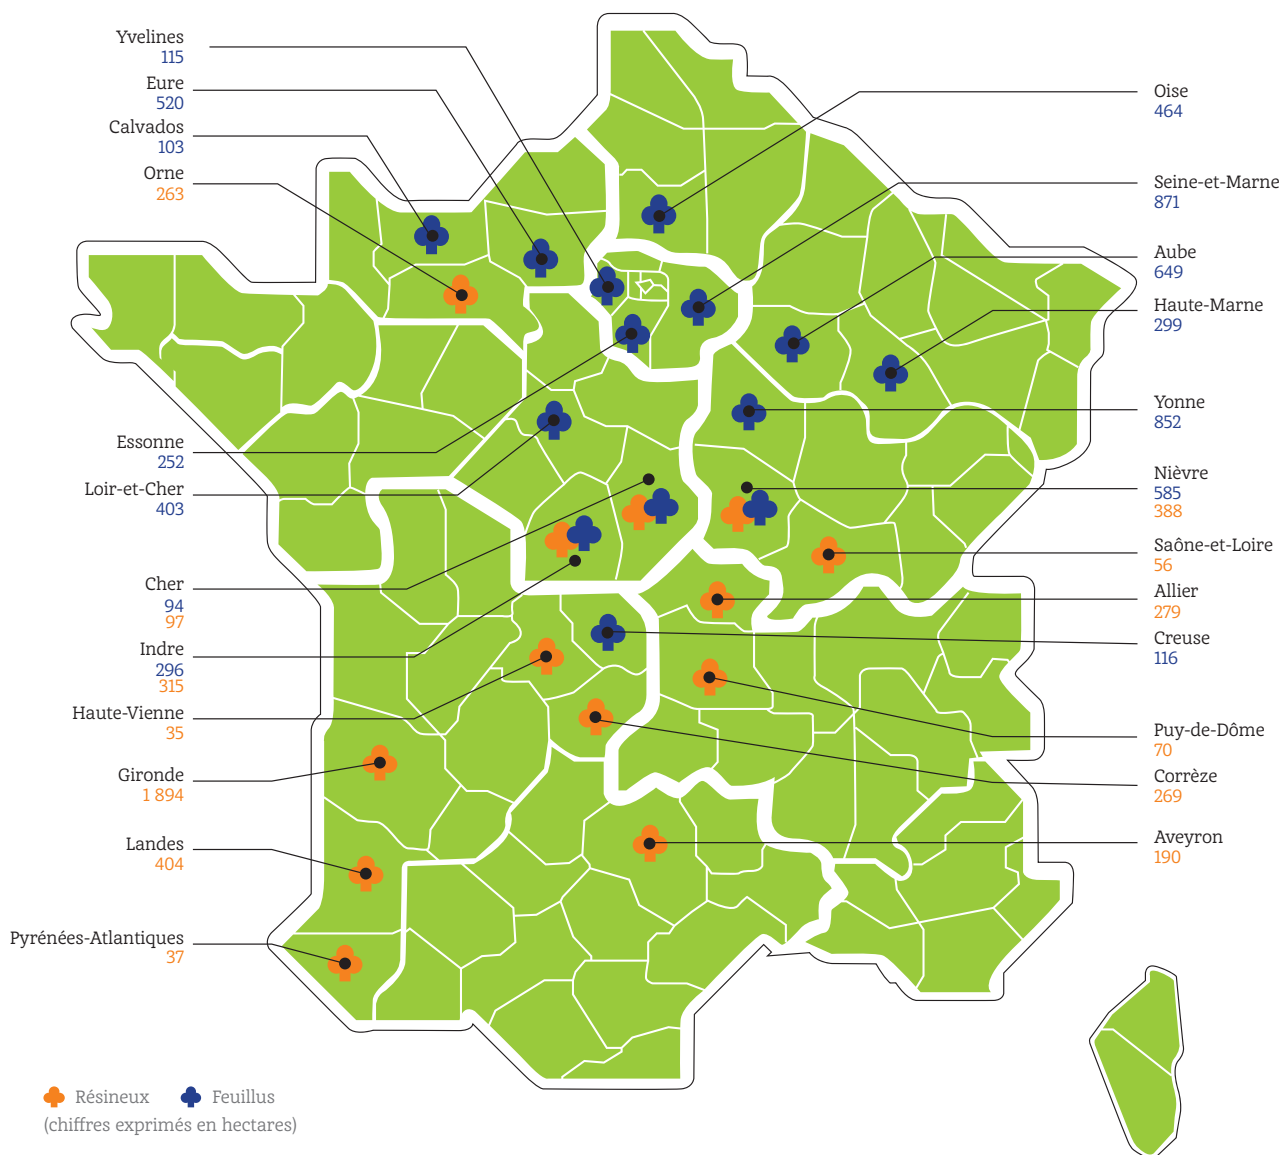 Yvelines
115
Eure
520
Calvados
103
Orne
263
Essonne
252
Loir-et-Cher
403
Cher
94
97
Indre
296
315
Haute-Vienne
35
Gironde
1 894
Landes
404
Pyrénées-Atlantiques
37
Oise
464
Seine-et-Marne
871
Aube
649
Haute-Marne
299
Yonne
852
Nièvre
585
388
Saône-et-Loire
56
Allier
279
Creuse
116
Puy-de-Dôme
70
Corrèze
269
Aveyron
190
Résineux Feuillus
(chiffres exprimés en hectares)